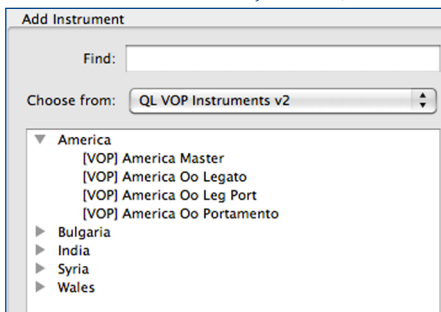 Add Instrument
Find:
Choose from: QL VOP Instruments v2
America
[VOP] America Master
[VOP] America Oo Legato
[VOP] America Oo Leg Port
[VOP] America Oo Portamento
Bulgaria
India
Syria
Wales